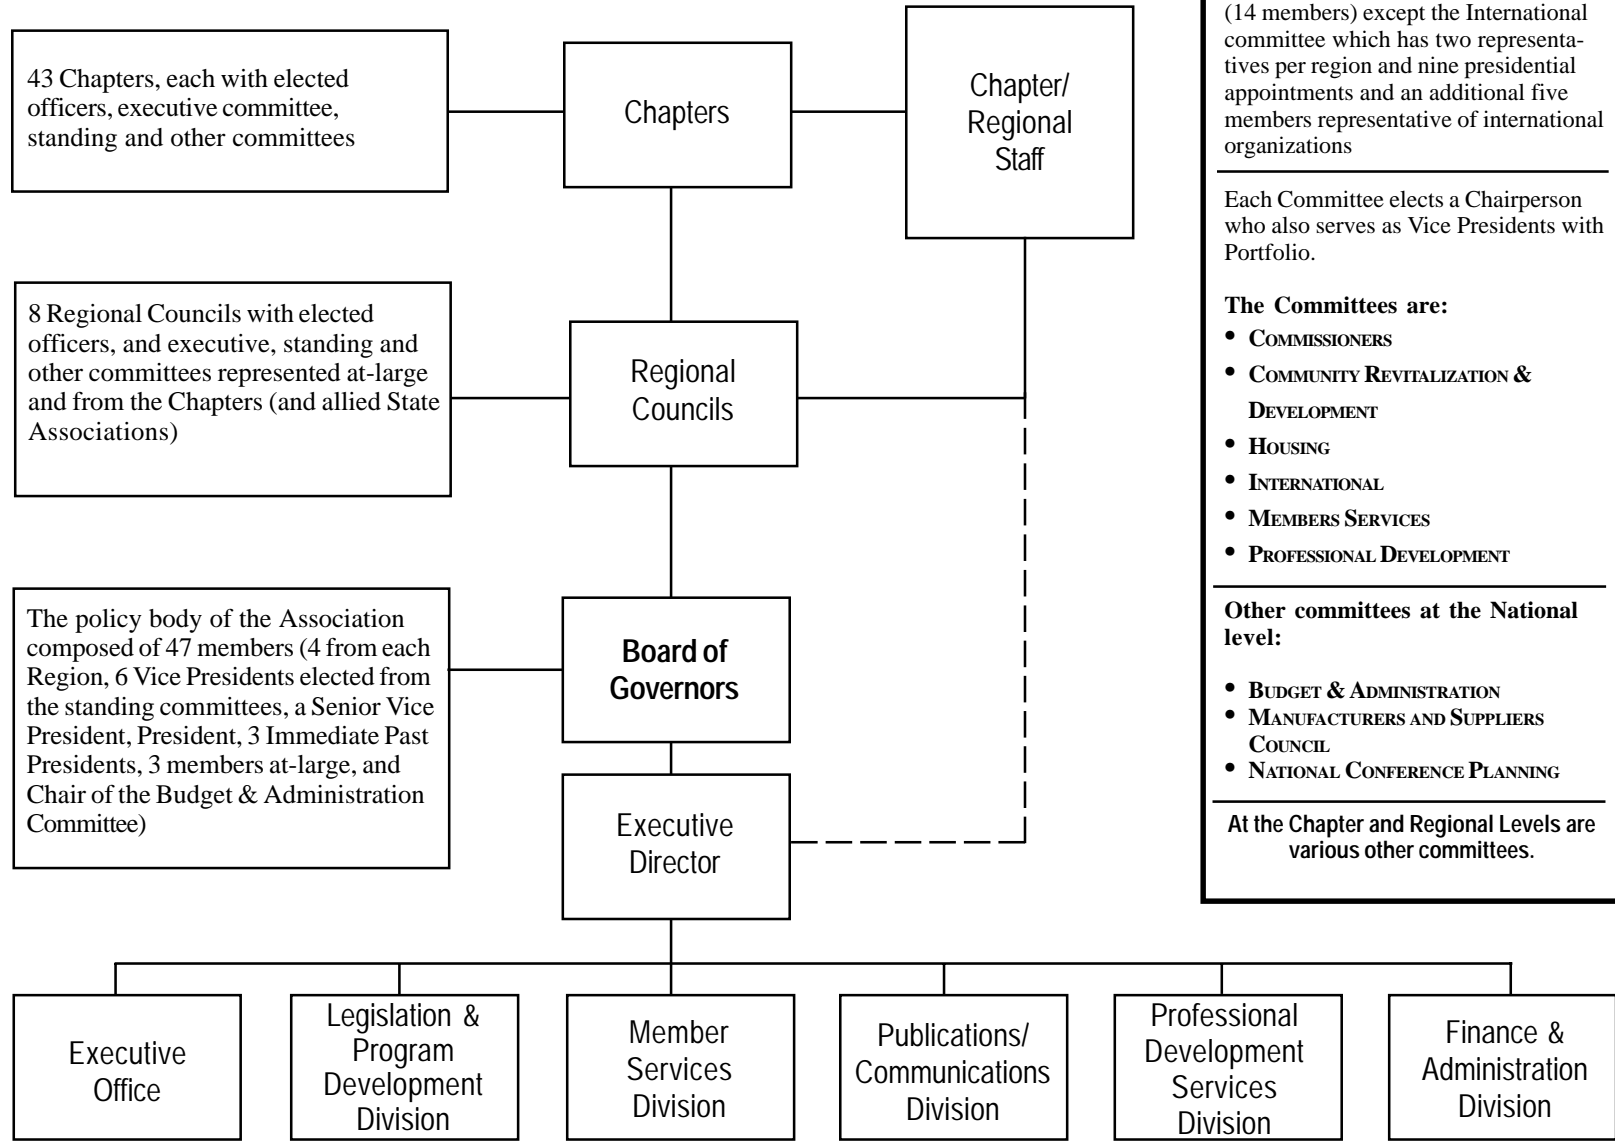 43 Chapters, each with elected
officers, executive committee,
standing and other committees
Chapters
Chapter/
Regional
Staff
8 Regional Councils with elected
officers, and executive, standing and
other committees represented at-large
and from the Chapters (and allied State
Associations)
Regional
Councils
The policy body of the Association
composed of 47 members (4 from each
Region, 6 Vice Presidents elected from
the standing committees, a Senior Vice
President, President, 3 Immediate Past
Presidents, 3 members at-large, and
Chair of the Budget & Administration
Committee)
Board of
Governors
Executive
Director
Executive
Office
Legislation &
Program
Development
Division
Member
Services
Division
Publications/
Communications
Division
Professional
Development
Services
Division
Finance &
Administration
Division
(14 members) except the International
committee which has two representa-
tives per region and nine presidential
appointments and an additional five
members representative of international
organizations
Each Committee elects a Chairperson
who also serves as Vice Presidents with
Portfolio.
The Committees are:
• COMMISSIONERS
• COMMUNITY REVITALIZATION &
DEVELOPMENT
• HOUSING
• INTERNATIONAL
• MEMBERS SERVICES
• PROFESSIONAL DEVELOPMENT
Other committees at the National
level:
• BUDGET & ADMINISTRATION
• MANUFACTURERS AND SUPPLIERS
COUNCIL
• NATIONAL CONFERENCE PLANNING
At the Chapter and Regional Levels are
various other committees.